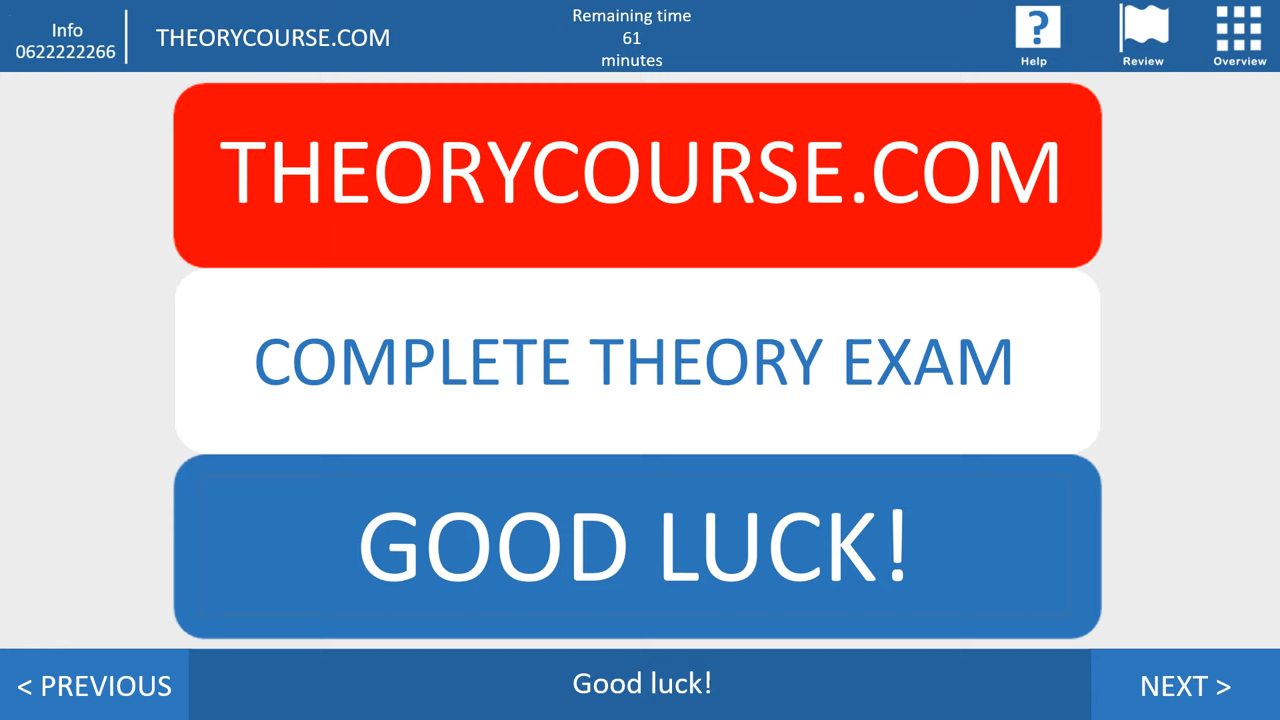 Info
0622222266
THEORYCOURSE.COM
Remaining time
61
minutes
?
Help
Review
Overview
THEORYCOURSE.COM
COMPLETE THEORY EXAM
GOOD LUCK!
< PREVIOUS
Good luck!
NEXT >